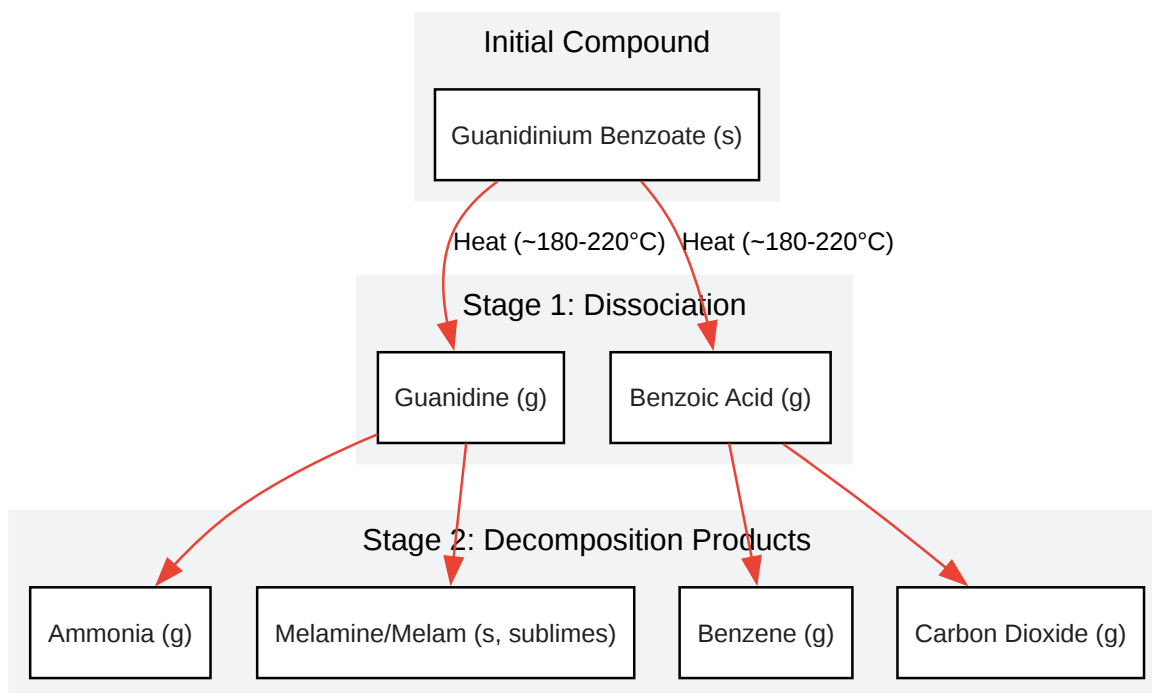 Initial Compound
Guanidinium Benzoate (s)
Heat (~180-220°C)
Heat (~180-220°C)
Stage 1: Dissociation
Guanidine (g)
Benzoic Acid (g)
Stage 2: Decomposition Products
Ammonia (g)
Melamine/Melam (s, sublimes)
Benzene (g)
Carbon Dioxide (g)